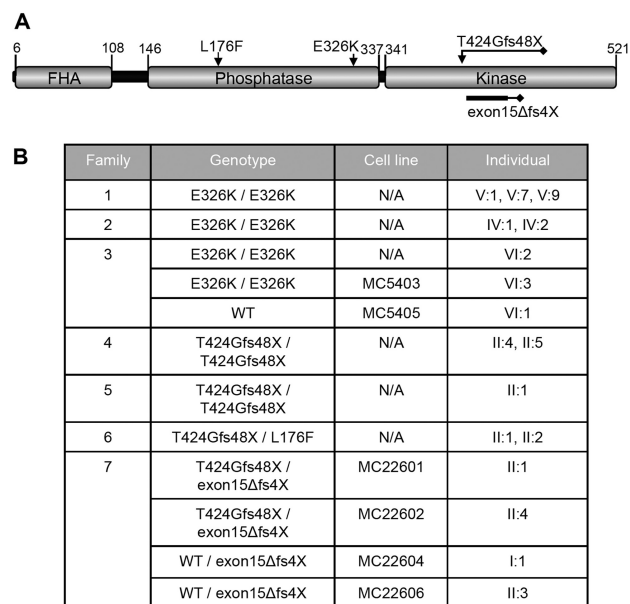 A
6 108 146 L176F E326K 337 341 T424Gfs48X 521
FHA Phosphatase Kinase
exon15Δfs4X
B
Family Genotype Cell line Individual
1 E326K / E326K N/A V:1, V:7, V:9
2 E326K / E326K N/A IV:1, IV:2
3 E326K / E326K N/A VI:2
E326K / E326K MC5403 VI:3
WT MC5405 VI:1
4 T424Gfs48X / T424Gfs48X N/A II:4, II:5
5 T424Gfs48X / T424Gfs48X N/A II:1
6 T424Gfs48X / L176F N/A II:1, II:2
7 T424Gfs48X / exon15Δfs4X MC22601 II:1
T424Gfs48X / exon15Δfs4X MC22602 II:4
WT / exon15Δfs4X MC22604 I:1
WT / exon15Δfs4X MC22606 II:3